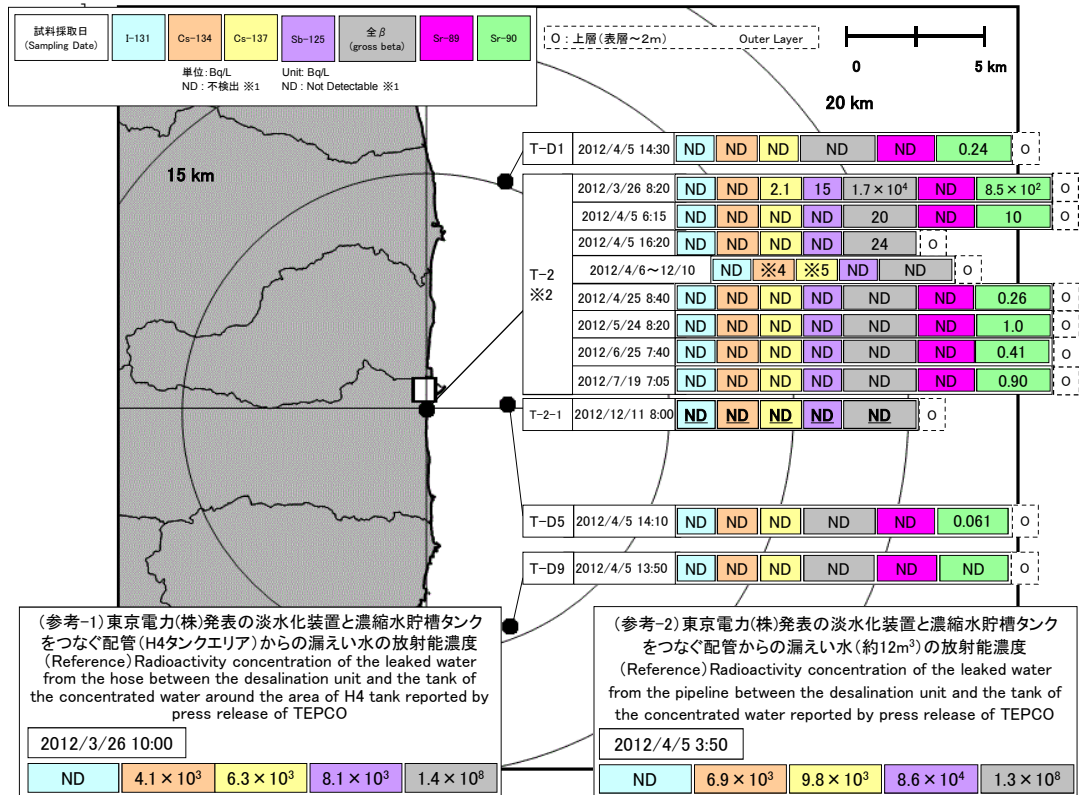 試料採取日
(Sampling Date)
I-131
Cs-134
Cs-137
Sb-125
全β
(gross beta)
Sr-89
Sr-90
単位:Bq/L
Unit: Bq/L
ND : 不検出 ※1
ND : Not Detectable ※1
O : 上層(表層～2m) Outer Layer
0 5 km
20 km
15 km
T-D1 2012/4/5 14:30 ND ND ND ND ND 0.24 O
T-2
※2
2012/3/26 8:20 ND ND 2.1 15 1.7×10⁴ ND 8.5×10² O
2012/4/5 6:15 ND ND ND ND 20 ND 10 O
2012/4/5 16:20 ND ND ND ND 24 O
2012/4/6～12/10 ND ※4 ※5 ND ND O
2012/4/25 8:40 ND ND ND ND ND ND 0.26 O
2012/5/24 8:20 ND ND ND ND ND ND 1.0 O
2012/6/25 7:40 ND ND ND ND ND ND 0.41 O
2012/7/19 7:05 ND ND ND ND ND ND 0.90 O
T-2-1 2012/12/11 8:00 ND ND ND ND ND O
T-D5 2012/4/5 14:10 ND ND ND ND ND 0.061 O
T-D9 2012/4/5 13:50 ND ND ND ND ND ND O
(参考-1)東京電力(株)発表の淡水化装置と濃縮水貯槽タンク
をつなぐ配管(H4タンクエリア)からの漏えい水の放射能濃度
(Reference)Radioactivity concentration of the leaked water
from the hose between the desalination unit and the tank of
the concentrated water around the area of H4 tank reported by
press release of TEPCO
2012/3/26 10:00
ND 4.1×10³ 6.3×10³ 8.1×10³ 1.4×10⁸
(参考-2)東京電力(株)発表の淡水化装置と濃縮水貯槽タンク
をつなぐ配管からの漏えい水(約12m³)の放射能濃度
(Reference)Radioactivity concentration of the leaked water
from the pipeline between the desalination unit and the tank of
the concentrated water reported by press release of TEPCO
2012/4/5 3:50
ND 6.9×10³ 9.8×10³ 8.6×10⁴ 1.3×10⁸